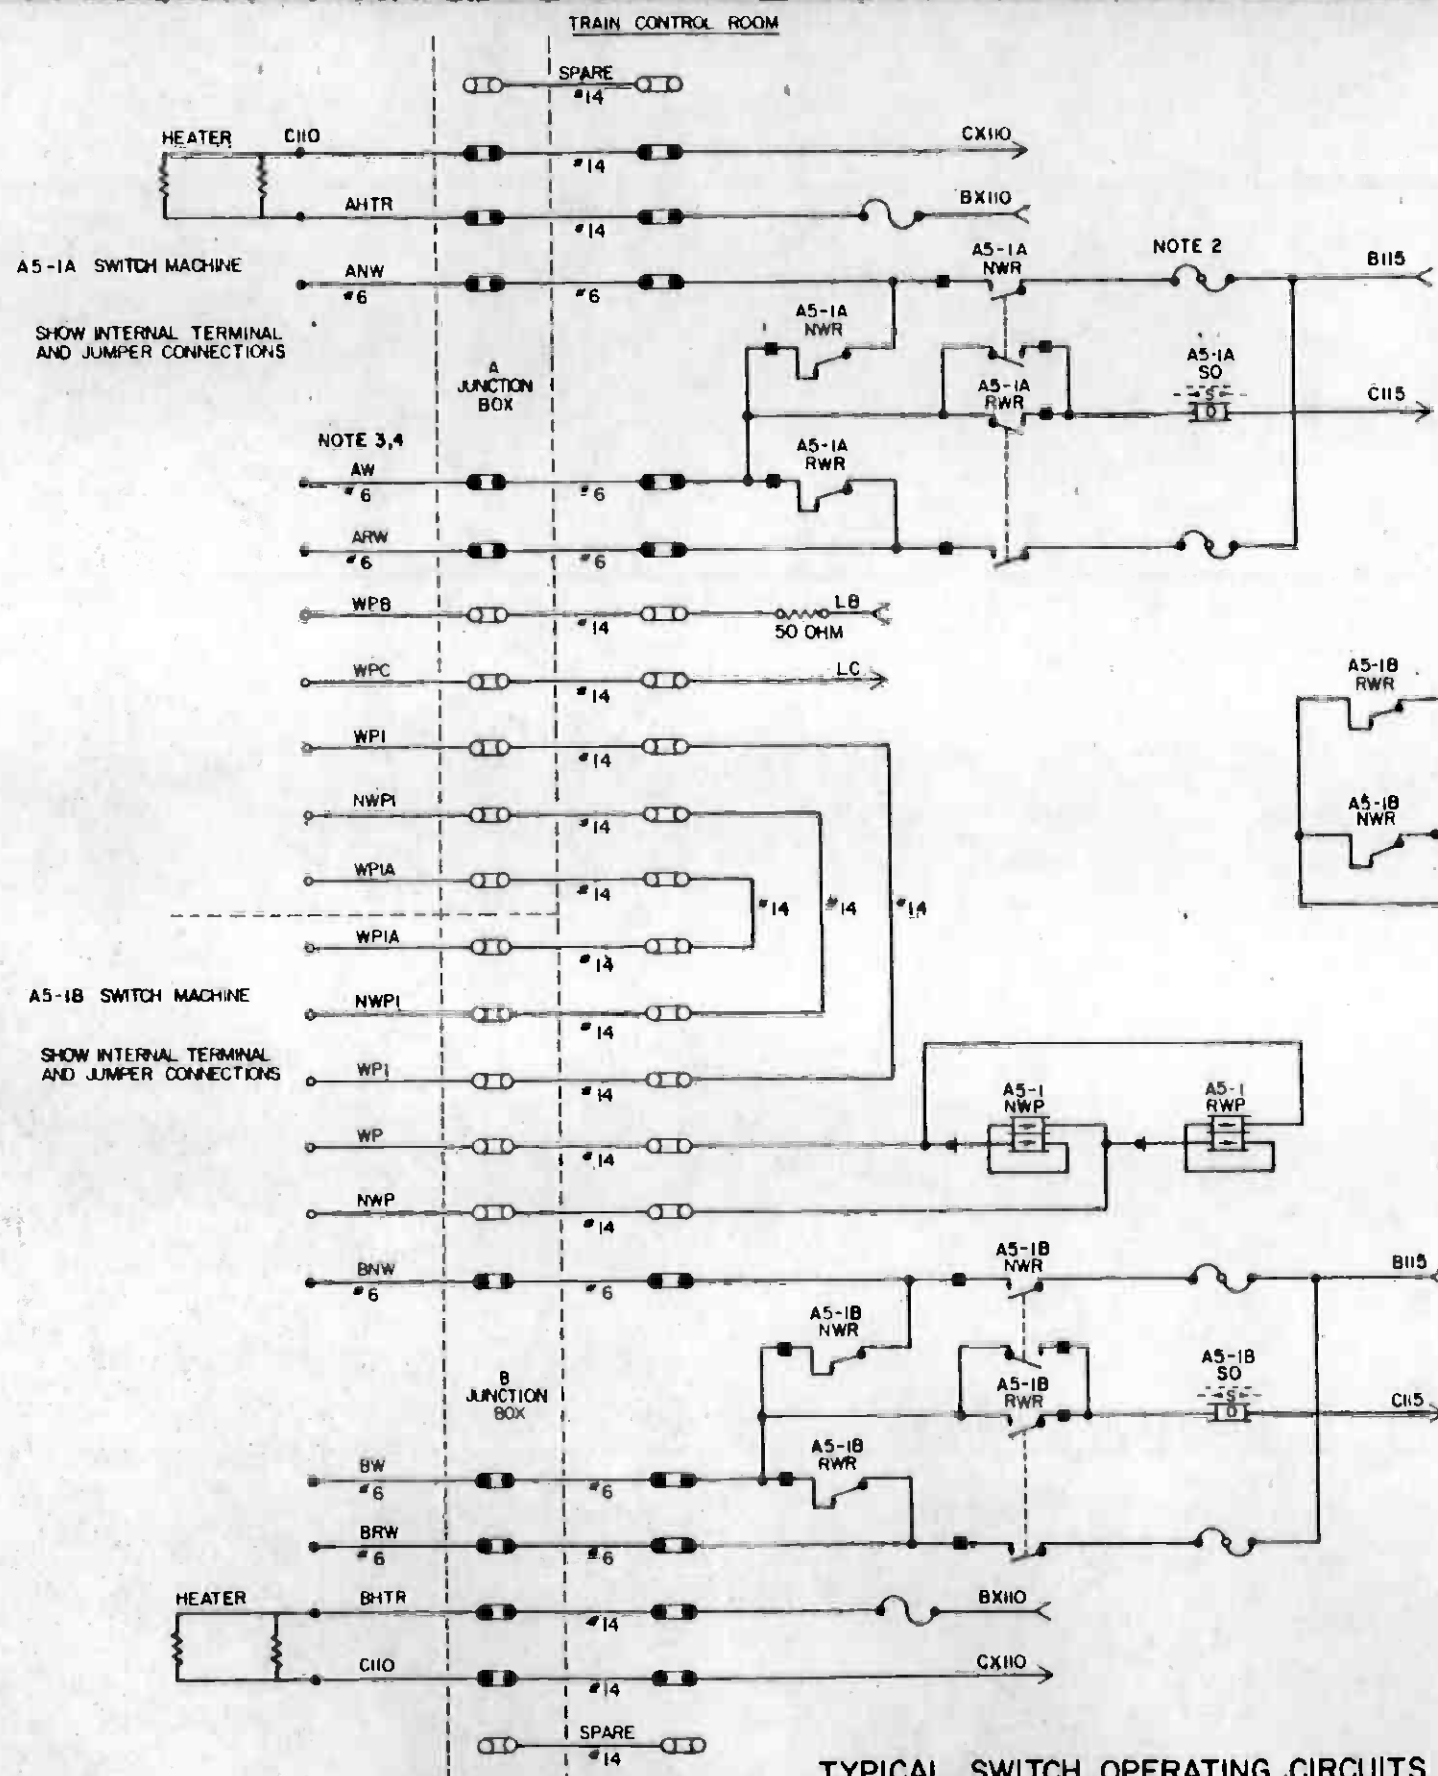 TRAIN CONTROL ROOM
SPARE
#14
HEATER C110 CX110
#14
AHTR BX110
#14
A5-1A SWITCH MACHINE
ANW
#6 #6
A5-1A
NWR
NOTE 2
B115
SHOW INTERNAL TERMINAL
AND JUMPER CONNECTIONS
A5-1A
NWR
A
JUNCTION
BOX
A5-1A
RWR
A5-1A
SO
S
O
C115
NOTE 3,4
AW
#6 #6
A5-1A
RWR
ARW
#6 #6
WPB LB
#14 50 OHM
WPC LC
#14
A5-1B
RWR
WP1
#14
NWP1
#14
A5-1B
NWR
WP1A
#14
#14 #14 #14
WP1A
#14
A5-1B SWITCH MACHINE
NWP1
#14
SHOW INTERNAL TERMINAL
AND JUMPER CONNECTIONS
WP1
#14
A5-1
NWP
A5-1
RWP
WP
#14
NWP
#14
BNW
#6 #6
A5-1B
NWR
B115
A5-1B
NWR
B
JUNCTION
BOX
A5-1B
RWR
A5-1B
SO
S
O
C115
BW
#6 #6
A5-1B
RWR
BRW
#6 #6
HEATER BHTR BX110
#14
C110 CX110
#14
SPARE
#14
TYPICAL SWITCH OPERATING CIRCUITS